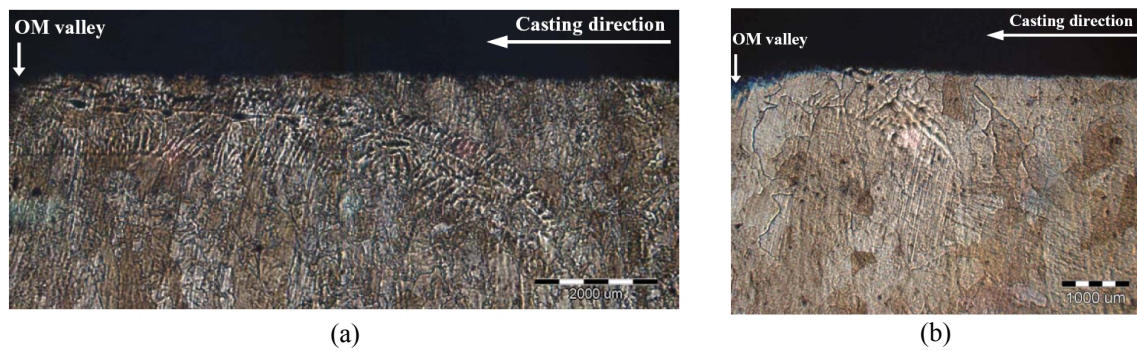 OM valley
Casting direction
2000 um
(a)
OM valley
Casting direction
1000 um
(b)